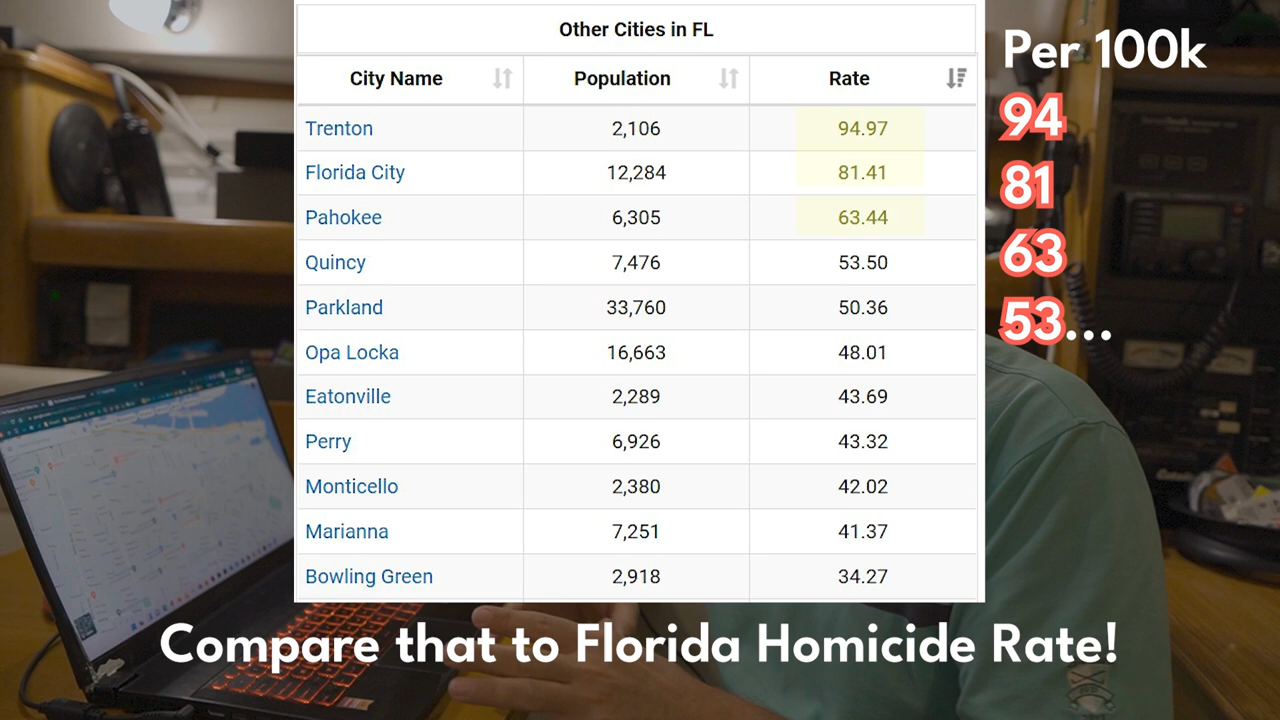 Other Cities in FL
City Name Population Rate
Trenton 2,106 94.97
Florida City 12,284 81.41
Pahokee 6,305 63.44
Quincy 7,476 53.50
Parkland 33,760 50.36
Opa Locka 16,663 48.01
Eatonville 2,289 43.69
Perry 6,926 43.32
Monticello 2,380 42.02
Marianna 7,251 41.37
Bowling Green 2,918 34.27
Per 100k
94
81
63
53...
Compare that to Florida Homicide Rate!